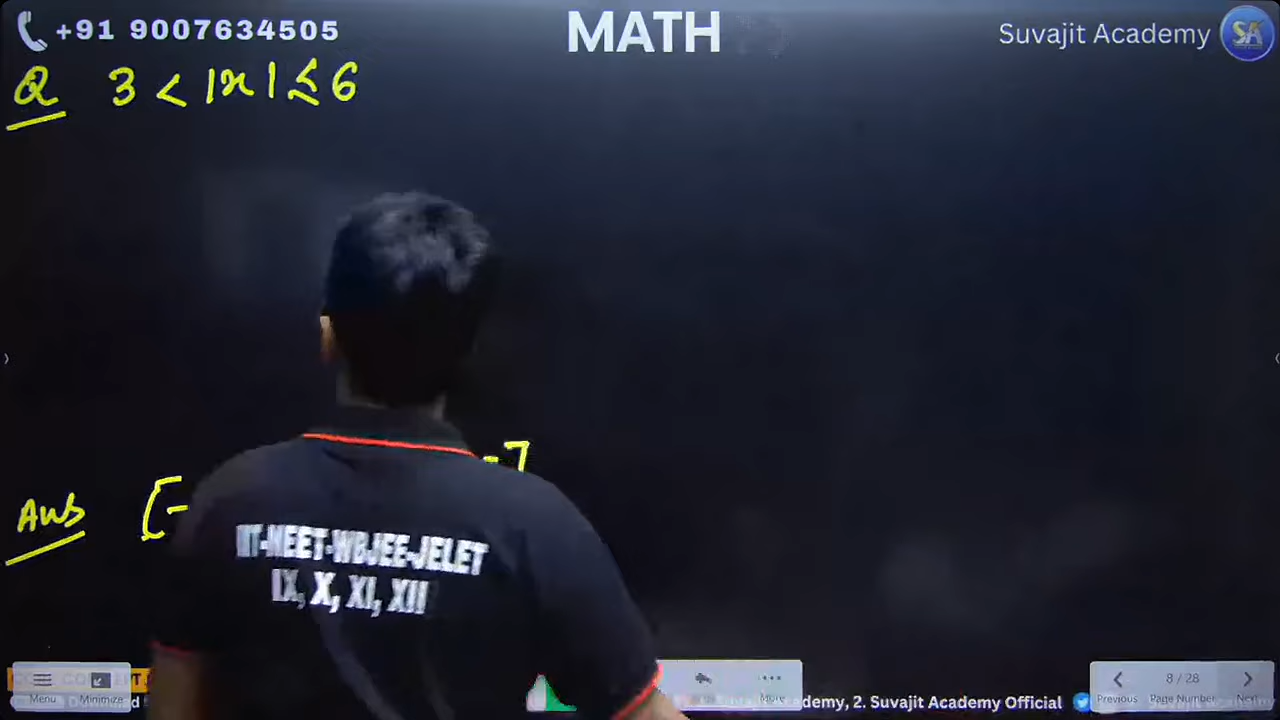 +91 9007634505
MATH
Suvajit Academy
SA
Q 3 < |x| ≤ 6
Ans [-
IIT-NEET-WBJEE-JELET
IX, X, XI, XII
Menu
Minimize
More
Previous
8 / 28
Page Number
Next
demy, 2. Suvajit Academy Official